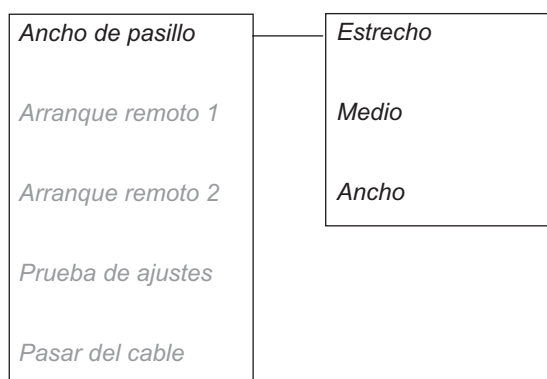 Ancho de pasillo
Arranque remoto 1
Arranque remoto 2
Prueba de ajustes
Pasar del cable
Estrecho
Medio
Ancho